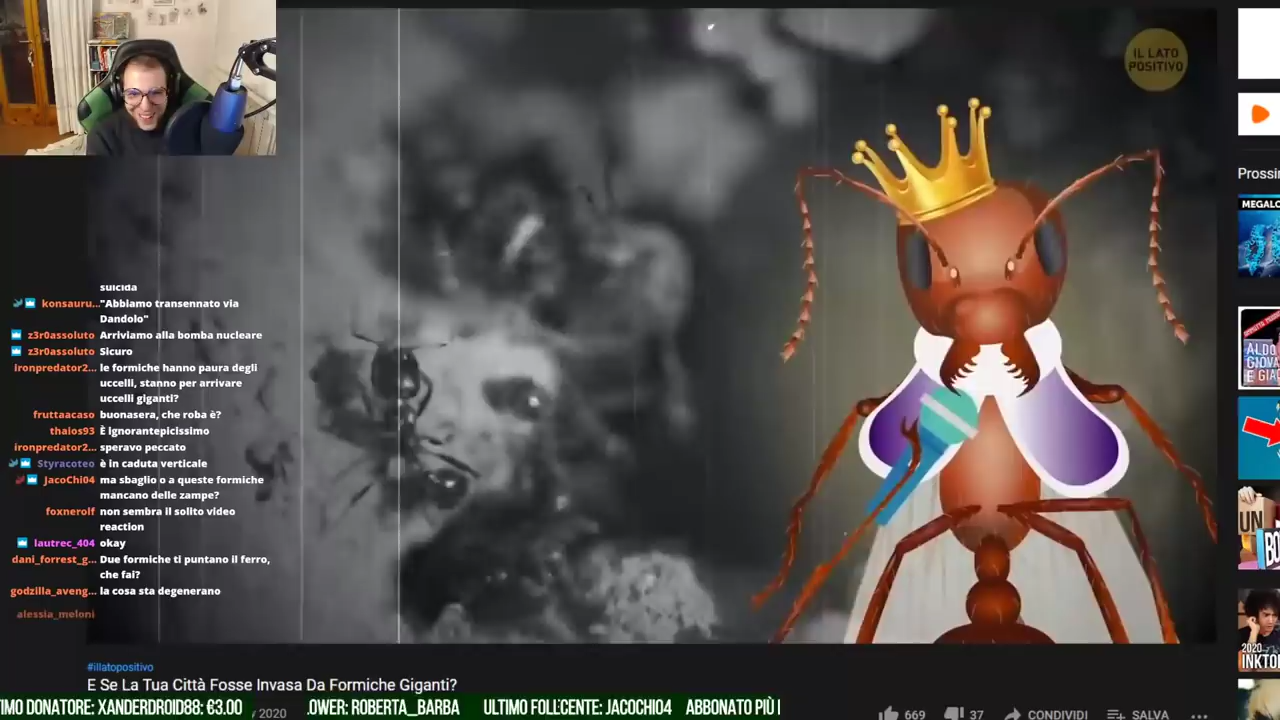 IL LATO
POSITIVO
suicida
konsauru... "Abbiamo transennato via
Dandolo"
z3r0assoluto Arriviamo alla bomba nucleare
z3r0assoluto Sicuro
ironpredator2... le formiche hanno paura degli
uccelli, stanno per arrivare
uccelli giganti?
fruttaacaso buonasera, che roba è?
thaios93 È Ignorantepicissimo
ironpredator2... speravo peccato
Styracoteo è in caduta verticale
JacoChi04 ma sbaglio o a queste formiche
mancano delle zampe?
foxnerolf non sembra il solito video
reaction
lautrec_404 okay
dani_forrest_g... Due formiche ti puntano il ferro,
che fai?
godzilla_aveng... la cosa sta degenerano
alessia_meloni
#illatopositivo
E Se La Tua Città Fosse Invasa Da Formiche Giganti?
TIMO DONATORE: XANDERDROID88: €3.00 .OWER: ROBERTA_BARBA ULTIMO FOLLCENTE: JACOCHI04 ABBONATO PIÙ
2020
669 37 CONDIVIDI SALVA
Prossi
MEGALO
ALDO
GIOVA
E GIAC
UN
BO
2020
INKTO